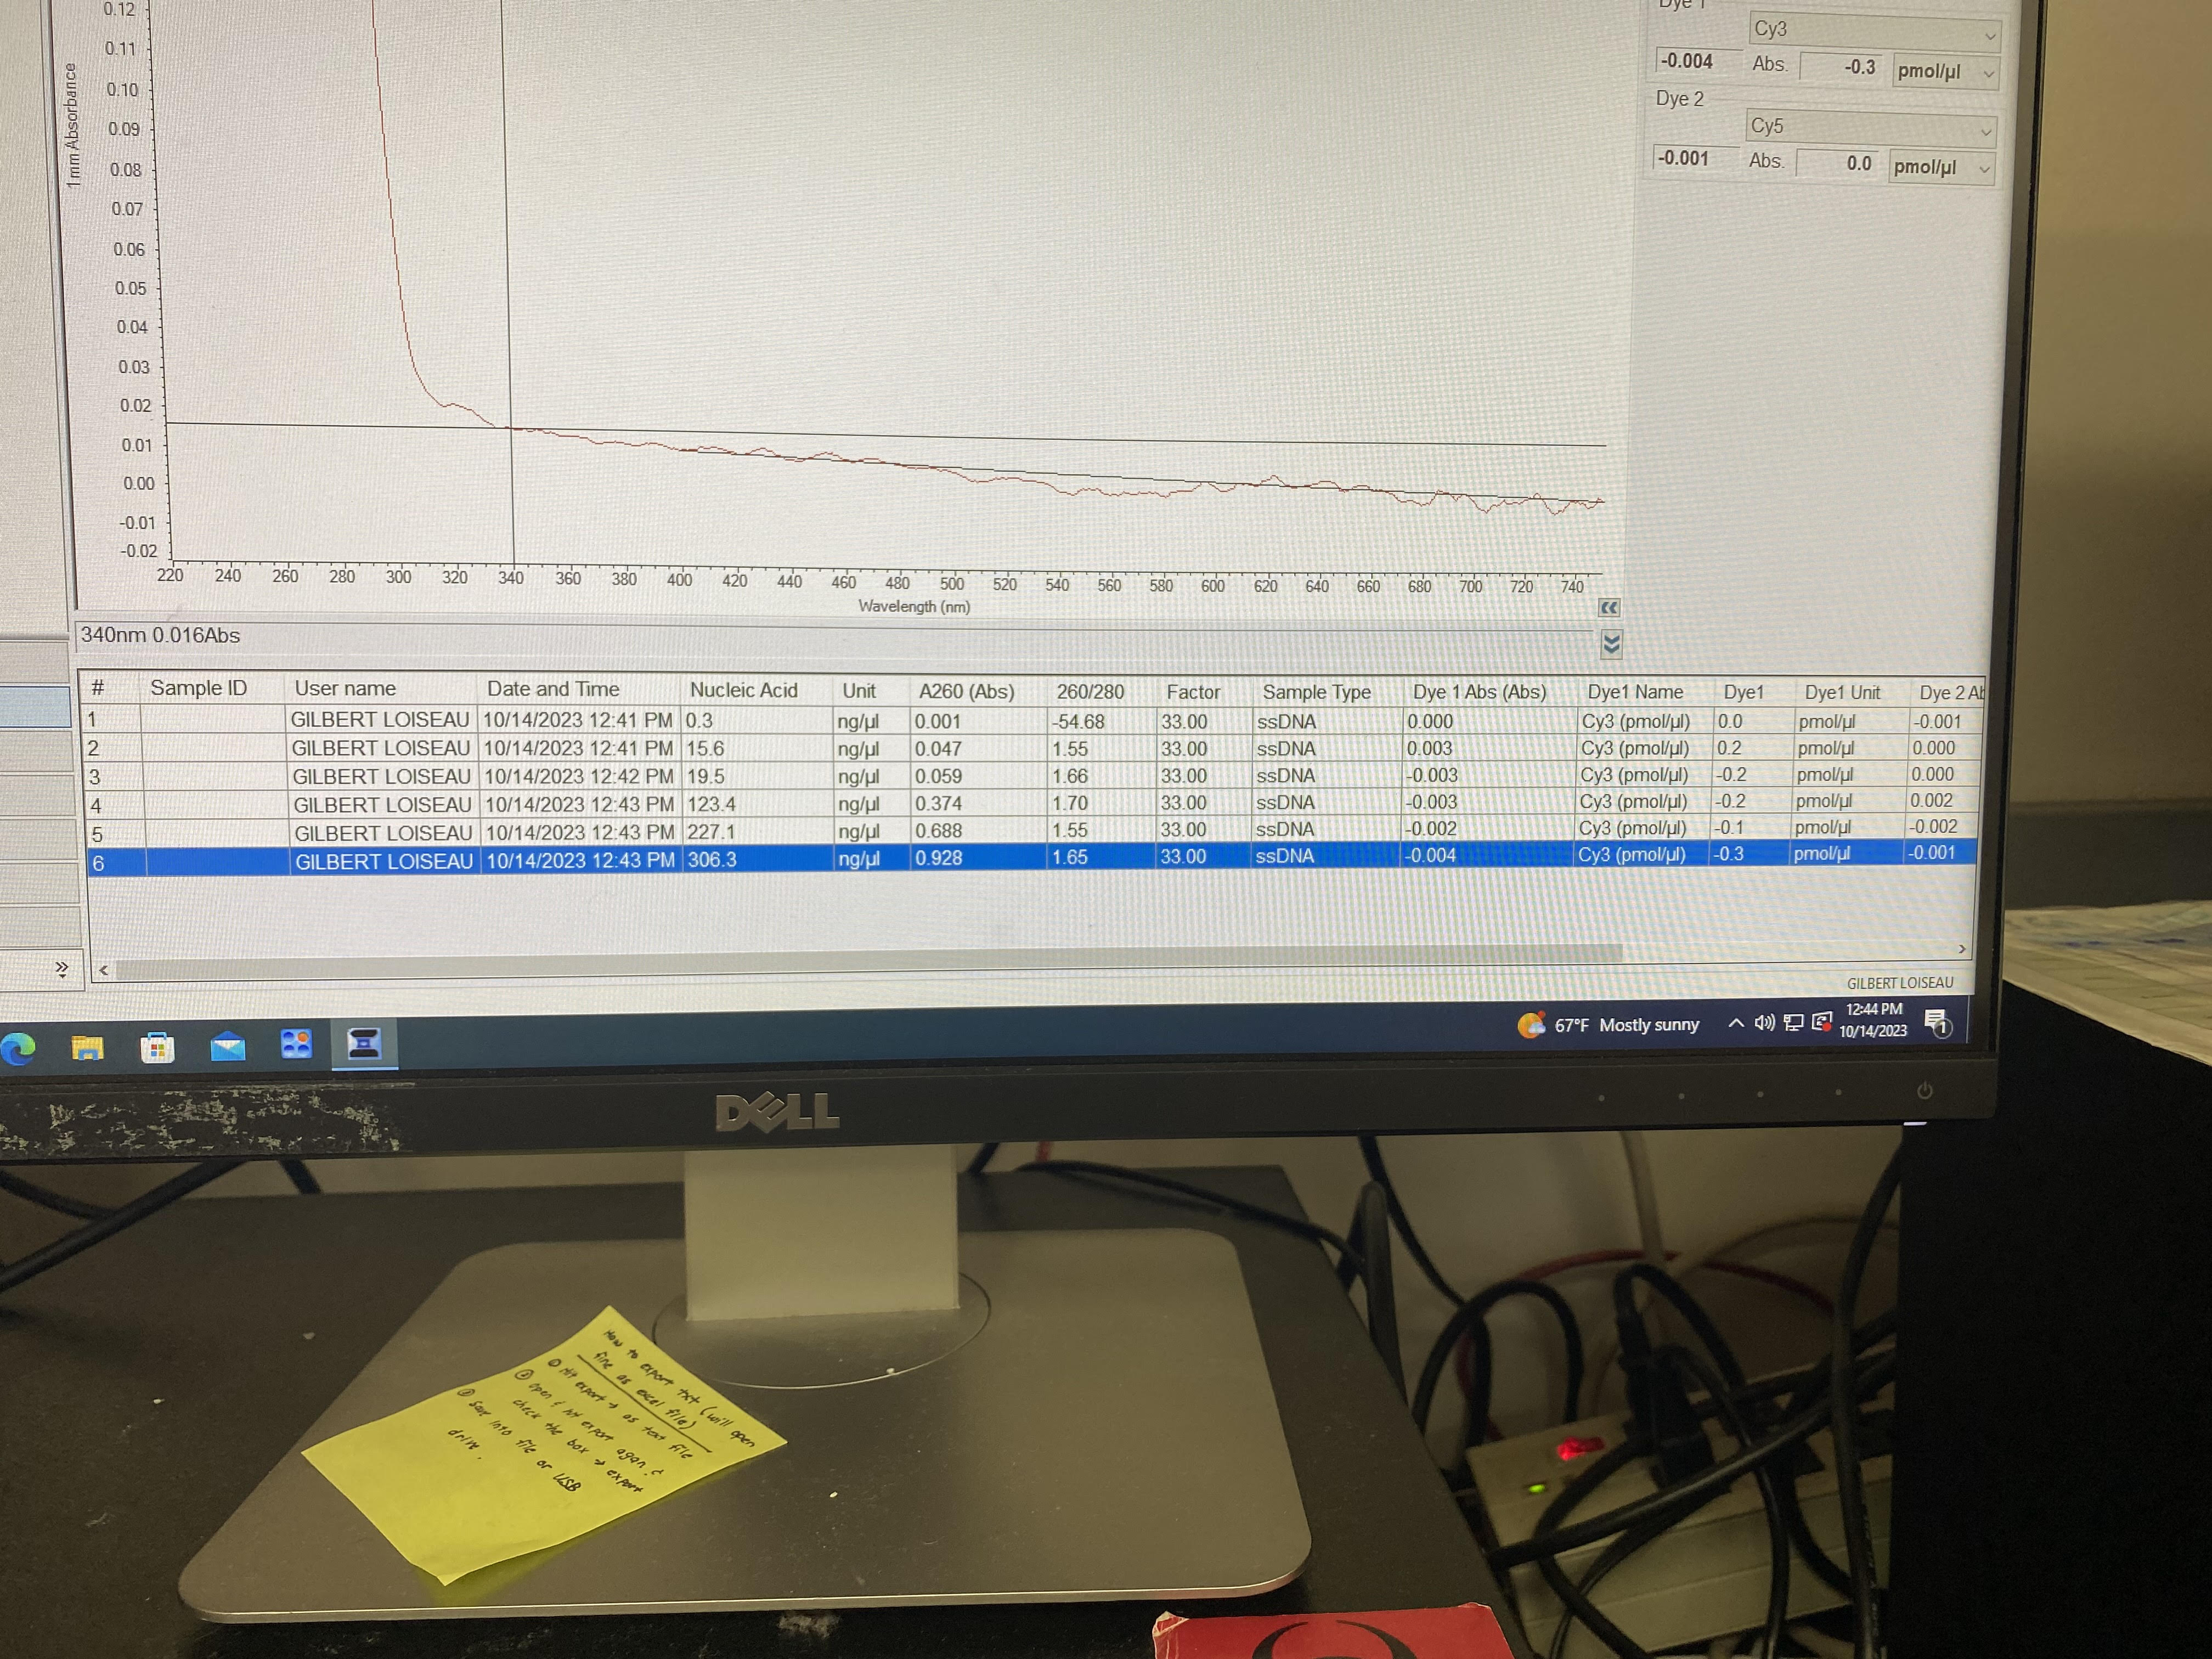 Dye 1
Cy3
-0.004 Abs. -0.3 pmol/µl
Dye 2
Cy5
-0.001 Abs. 0.0 pmol/µl
1mm Absorbance
0.12
0.11
0.10
0.09
0.08
0.07
0.06
0.05
0.04
0.03
0.02
0.01
0.00
-0.01
-0.02
220 240 260 280 300 320 340 360 380 400 420 440 460 480 500 520 540 560 580 600 620 640 660 680 700 720 740
Wavelength (nm)
340nm 0.016Abs
# Sample ID User name Date and Time Nucleic Acid Unit A260 (Abs) 260/280 Factor Sample Type Dye 1 Abs (Abs) Dye1 Name Dye1 Dye1 Unit Dye 2 Ab
1 GILBERT LOISEAU 10/14/2023 12:41 PM 0.3 ng/µl 0.001 -54.68 33.00 ssDNA 0.000 Cy3 (pmol/µl) 0.0 pmol/µl -0.001
2 GILBERT LOISEAU 10/14/2023 12:41 PM 15.6 ng/µl 0.047 1.55 33.00 ssDNA 0.003 Cy3 (pmol/µl) 0.2 pmol/µl 0.000
3 GILBERT LOISEAU 10/14/2023 12:42 PM 19.5 ng/µl 0.059 1.66 33.00 ssDNA -0.003 Cy3 (pmol/µl) -0.2 pmol/µl 0.000
4 GILBERT LOISEAU 10/14/2023 12:43 PM 123.4 ng/µl 0.374 1.70 33.00 ssDNA -0.003 Cy3 (pmol/µl) -0.2 pmol/µl 0.002
5 GILBERT LOISEAU 10/14/2023 12:43 PM 227.1 ng/µl 0.688 1.55 33.00 ssDNA -0.002 Cy3 (pmol/µl) -0.1 pmol/µl -0.002
6 GILBERT LOISEAU 10/14/2023 12:43 PM 306.3 ng/µl 0.928 1.65 33.00 ssDNA -0.004 Cy3 (pmol/µl) -0.3 pmol/µl -0.001
GILBERT LOISEAU
67°F Mostly sunny
12:44 PM
10/14/2023
1
DELL
How to export txt (will open
fine as excel file)
① Hit export → as text file
② Open & hit export again &
check the box → export
③ Save into file or USB
drive.